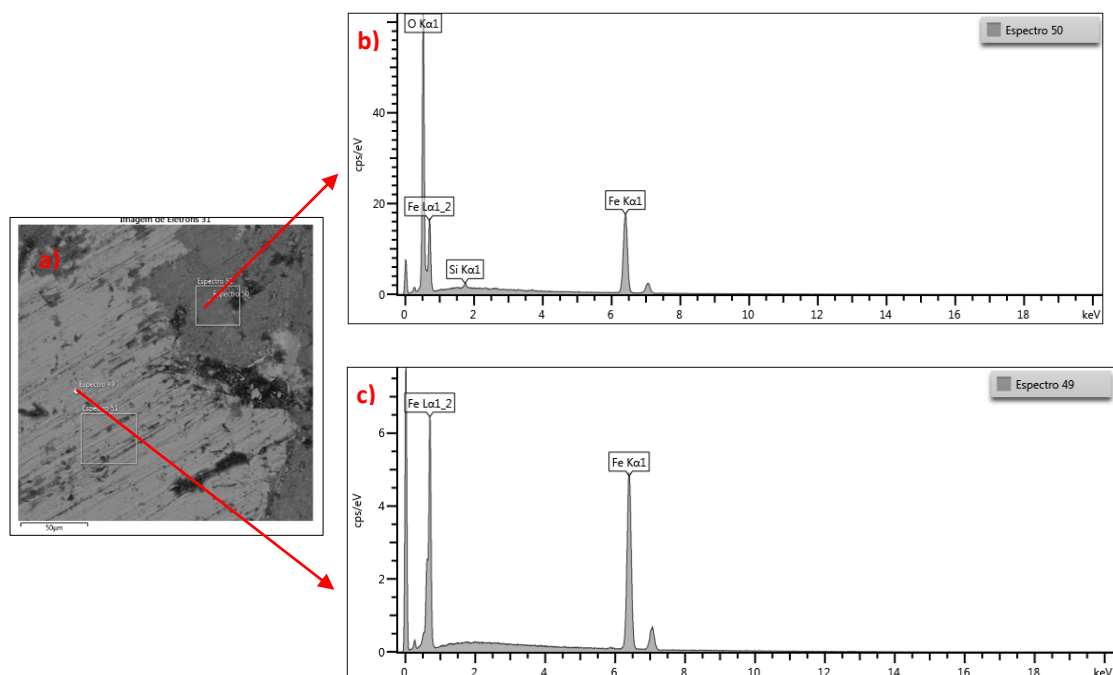 Imagem de Elétrons 31
a)
Espectro 50
Espectro 49
Espectro 51
50µm
b)
Espectro 50
cps/eV
40
20
0
O Kα1
Fe Lα1_2
Si Kα1
Fe Kα1
0 2 4 6 8 10 12 14 16 18 keV
c)
Espectro 49
cps/eV
6
4
2
0
Fe Lα1_2
Fe Kα1
0 2 4 6 8 10 12 14 16 18 keV